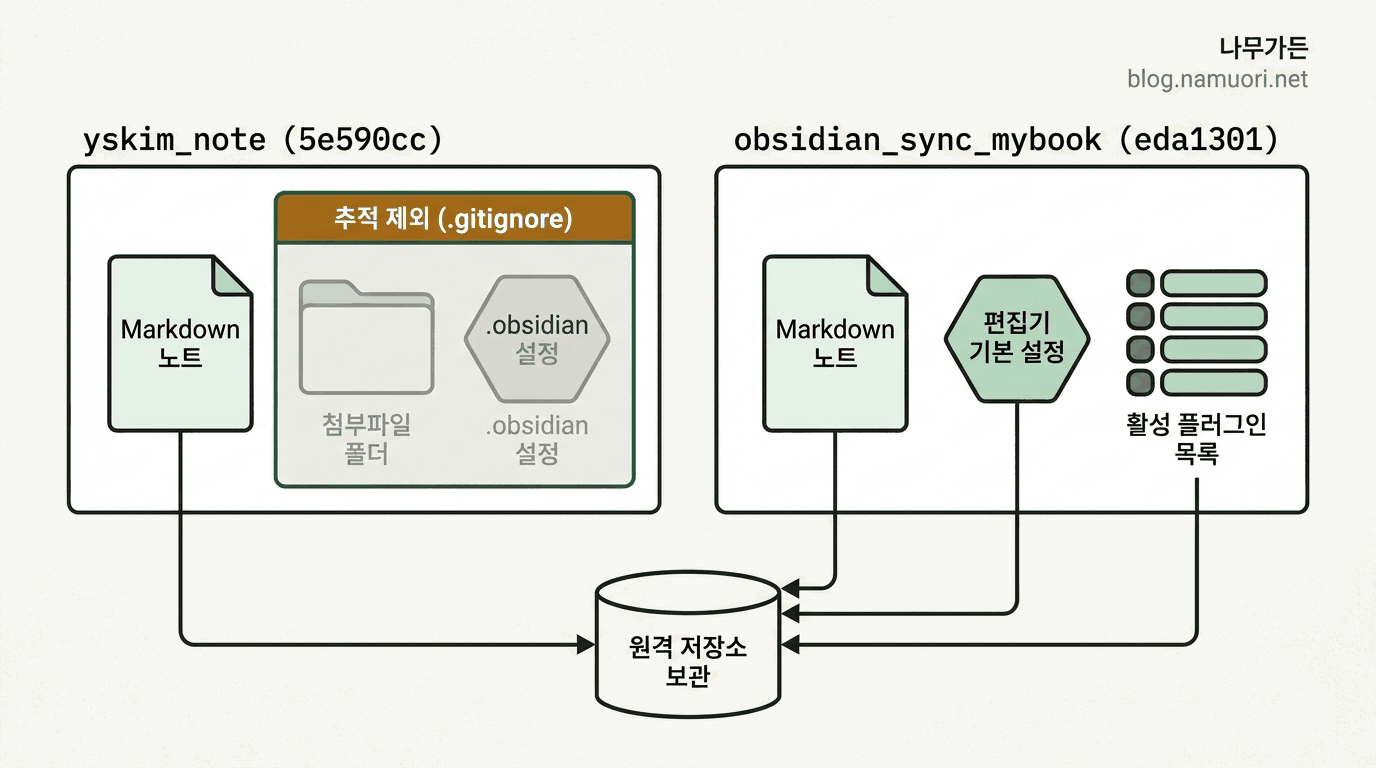 나무가든
blog.namuori.net
yskim_note (5e590cc)
추적 제외 (.gitignore)
Markdown
노트
첨부파일
폴더
.obsidian
설정
.obsidian
설정
obsidian_sync_mybook (eda1301)
Markdown
노트
편집기
기본 설정
활성 플러그인
목록
원격 저장소
보관